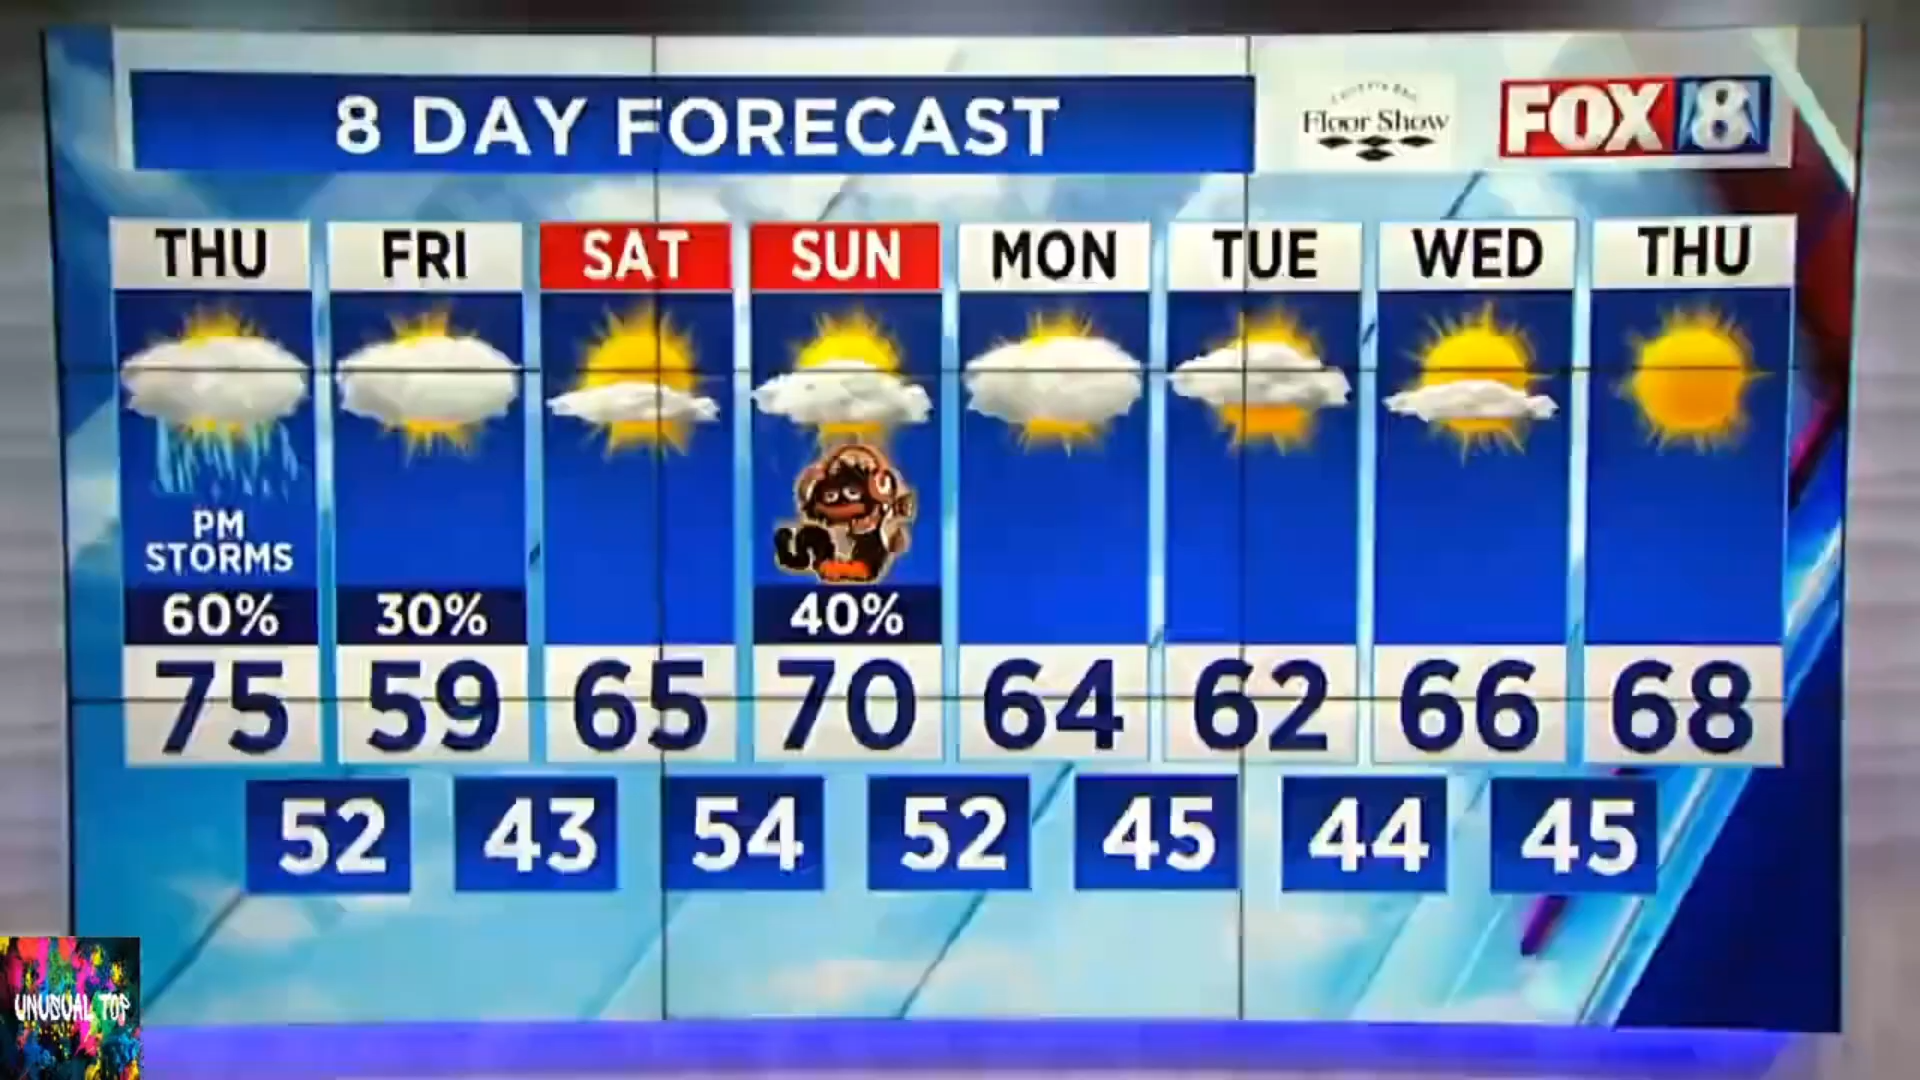 8 DAY FORECAST
Floor Show
FOX 8
THU FRI SAT SUN MON TUE WED THU
PM
STORMS
60% 30% 40%
75 59 65 70 64 62 66 68
52 43 54 52 45 44 45
UNUSUAL TOP